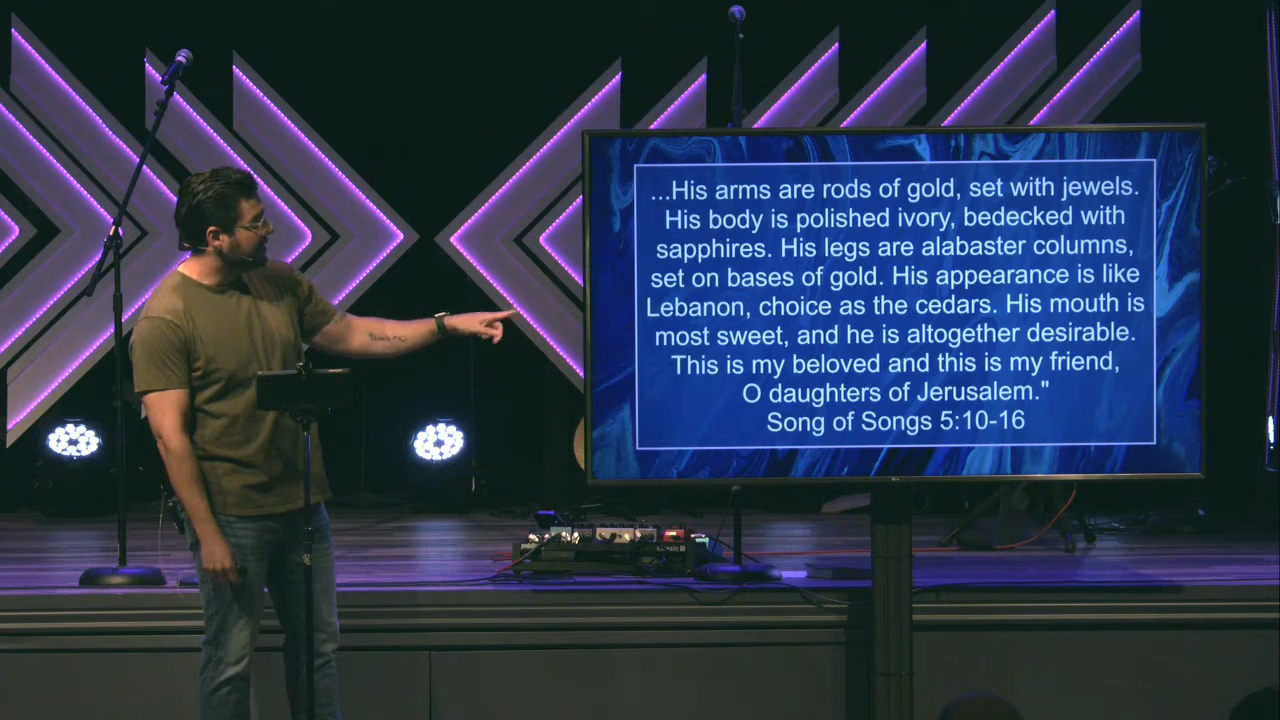 ...His arms are rods of gold, set with jewels.
His body is polished ivory, bedecked with
sapphires. His legs are alabaster columns,
set on bases of gold. His appearance is like
Lebanon, choice as the cedars. His mouth is
most sweet, and he is altogether desirable.
This is my beloved and this is my friend,
O daughters of Jerusalem."
Song of Songs 5:10-16